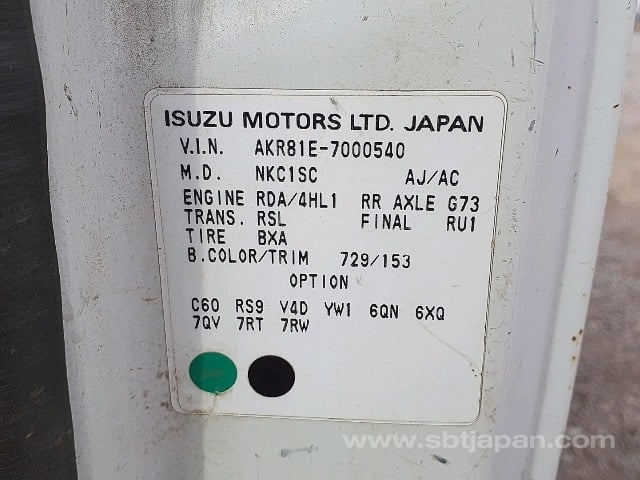 ISUZU MOTORS LTD. JAPAN
V.I.N. AKR81E-7000540
M.D. NKC1SC AJ/AC
ENGINE RDA/4HL1 RR AXLE G73
TRANS. RSL FINAL RU1
TIRE BXA
B.COLOR/TRIM 729/153
OPTION
C60 RS9 V4D YW1 6QN 6XQ
7QV 7RT 7RW
www.sbtjapan.com